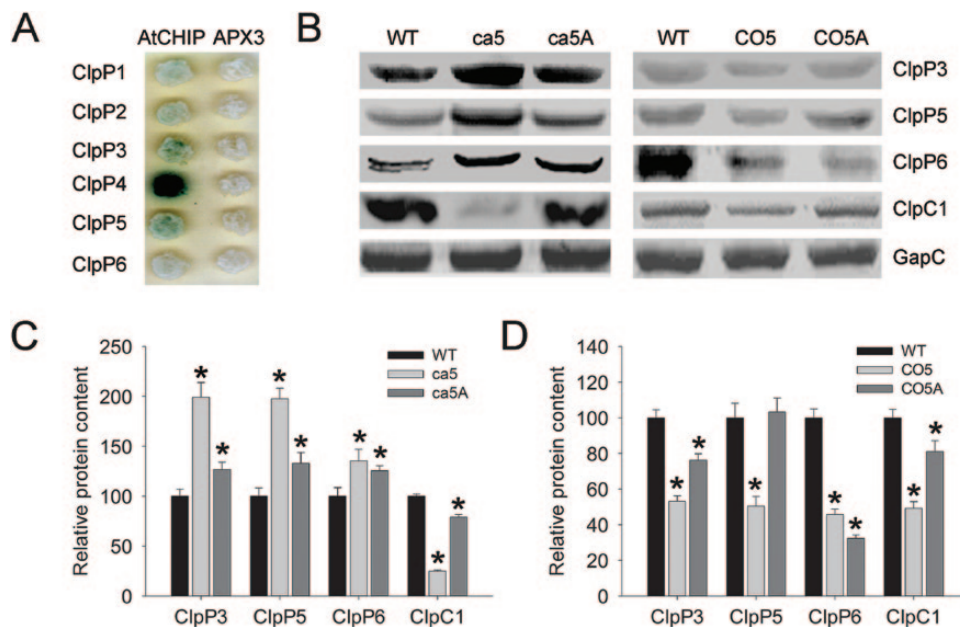 A
AtCHIP APX3
ClpP1
ClpP2
ClpP3
ClpP4
ClpP5
ClpP6
B
WT ca5 ca5A
WT CO5 CO5A
ClpP3
ClpP5
ClpP6
ClpC1
GapC
C
Relative protein content
250
200
150
100
50
0
WT
ca5
ca5A
* * * * * * * *
ClpP3 ClpP5 ClpP6 ClpC1
D
Relative protein content
140
120
100
80
60
40
20
0
WT
CO5
CO5A
* * * * * * *
ClpP3 ClpP5 ClpP6 ClpC1